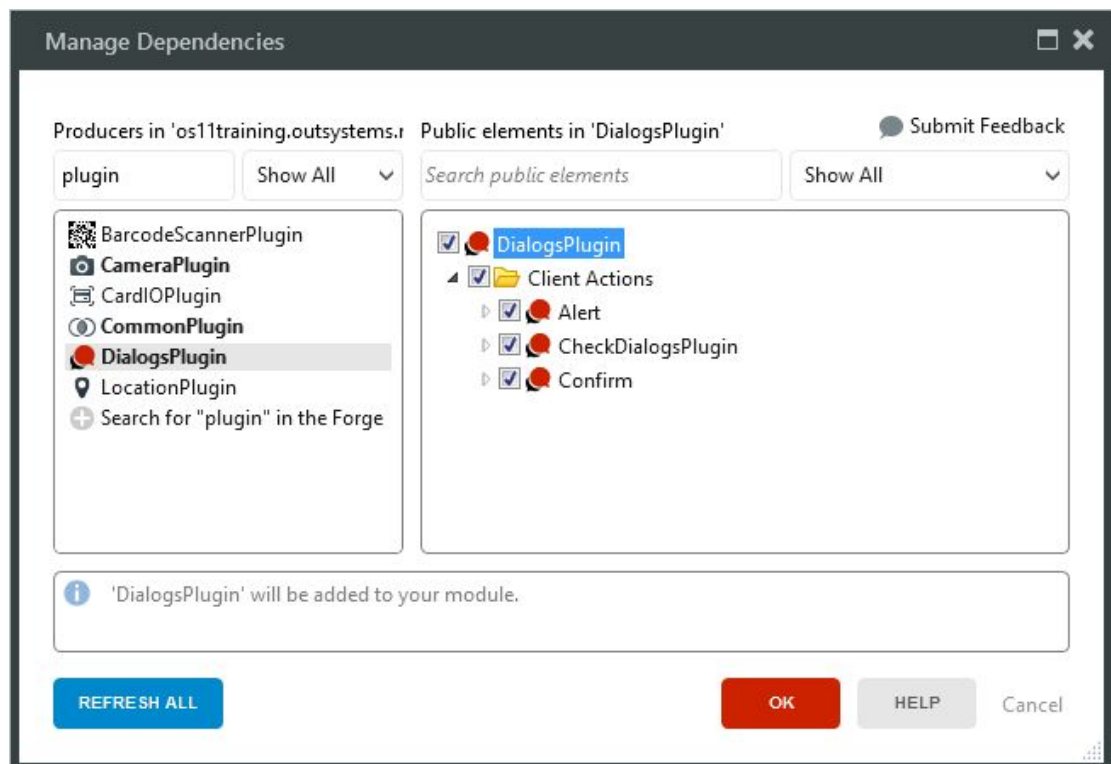 Manage Dependencies
Producers in 'os11training.outsystems.r
Public elements in 'DialogsPlugin'
Submit Feedback
plugin
Show All
Search public elements
Show All
BarcodeScannerPlugin
CameraPlugin
CardIOPlugin
CommonPlugin
DialogsPlugin
LocationPlugin
Search for "plugin" in the Forge
DialogsPlugin
Client Actions
Alert
CheckDialogsPlugin
Confirm
'DialogsPlugin' will be added to your module.
REFRESH ALL
OK
HELP
Cancel